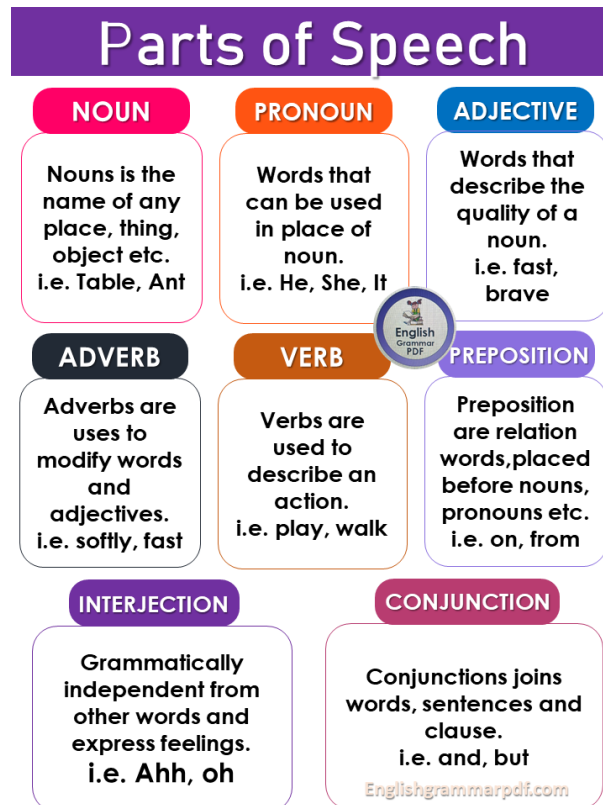 Parts of Speech
NOUN
Nouns is the
name of any
place, thing,
object etc.
i.e. Table, Ant
PRONOUN
Words that
can be used
in place of
noun.
i.e. He, She, It
ADJECTIVE
Words that
describe the
quality of a
noun.
i.e. fast,
brave
English
Grammar
PDF
ADVERB
Adverbs are
uses to
modify words
and
adjectives.
i.e. softly, fast
VERB
Verbs are
used to
describe an
action.
i.e. play, walk
PREPOSITION
Preposition
are relation
words,placed
before nouns,
pronouns etc.
i.e. on, from
INTERJECTION
Grammatically
independent from
other words and
express feelings.
i.e. Ahh, oh
CONJUNCTION
Conjunctions joins
words, sentences and
clause.
i.e. and, but
Englishgrammarpdf.com